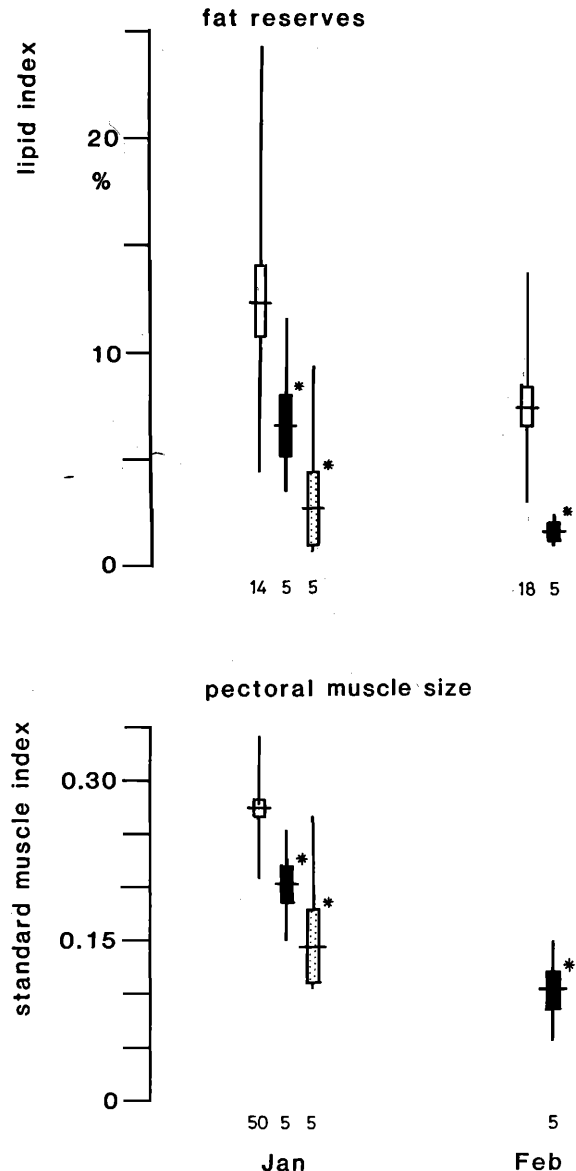 fat reserves
lipid index
20
%
10
*
*
*
0
14 5 5 18 5
pectoral muscle size
standard muscle index
0.30
*
*
0.15
*
0
50 5 5 5
Jan Feb